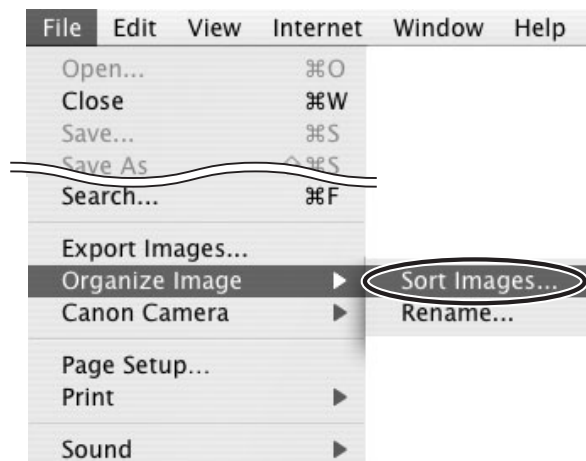 File Edit View Internet Window Help
Open... ⌘O
Close ⌘W
Save... ⌘S
Save As ⇧⌘S
Search... ⌘F
Export Images...
Organize Image
Sort Images...
Canon Camera
Rename...
Page Setup...
Print
Sound